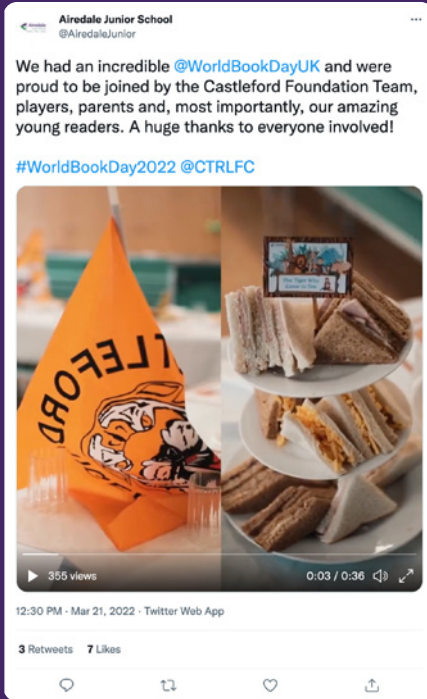 Airedale Junior School
@AiredaleJunior
We had an incredible @WorldBookDayUK and were
proud to be joined by the Castleford Foundation Team,
players, parents and, most importantly, our amazing
young readers. A huge thanks to everyone involved!
#WorldBookDay2022 @CTRLFC
TLEFORD
The Tiger Who
Came to Tea
355 views
0:03 / 0:36
12:30 PM · Mar 21, 2022 · Twitter Web App
3 Retweets 7 Likes